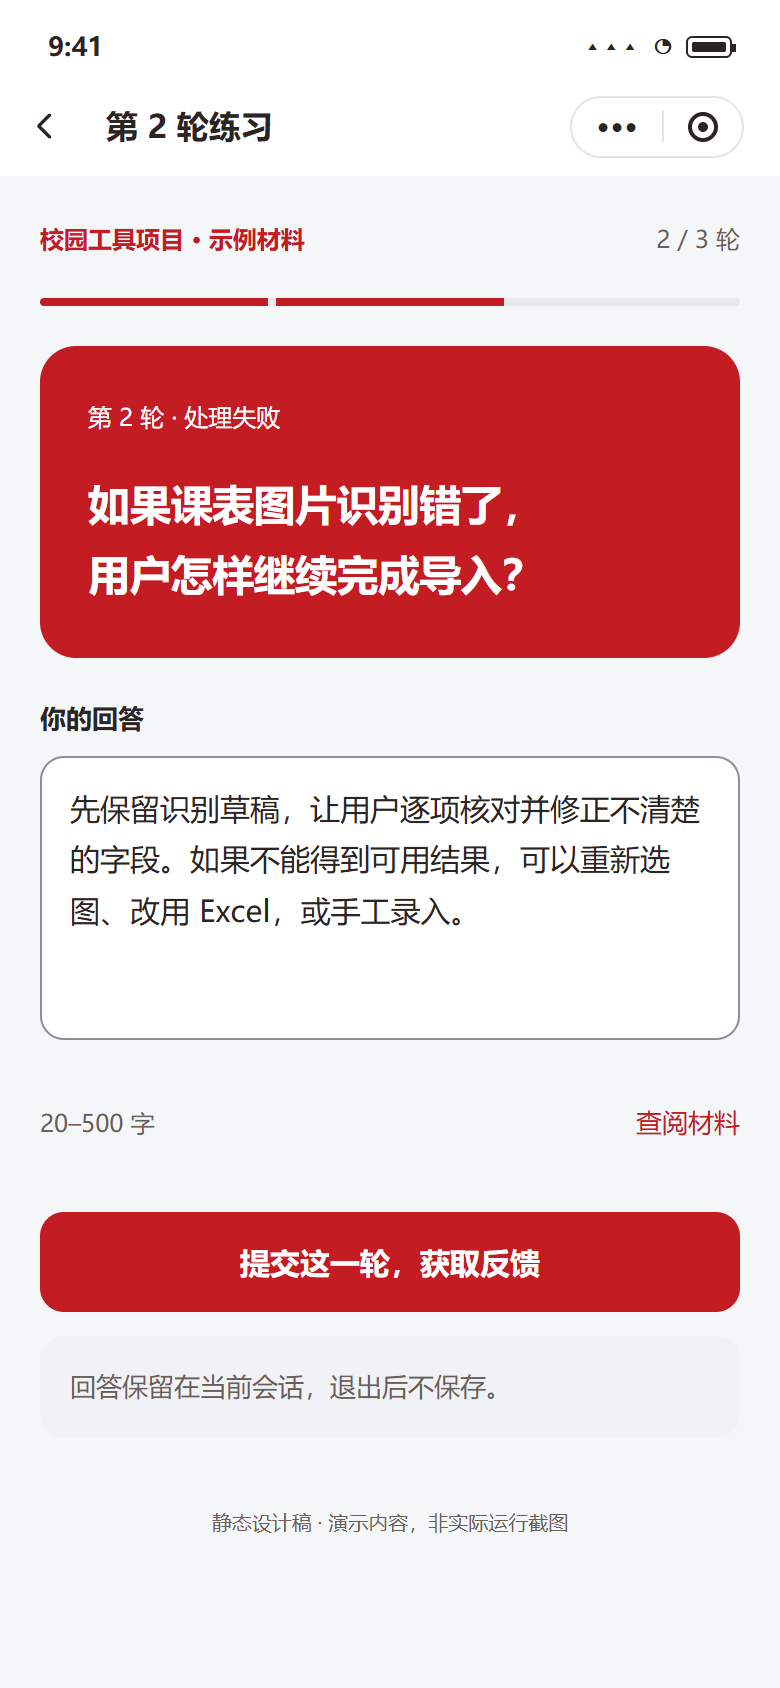 9:41
第 2 轮练习
校园工具项目 · 示例材料
2 / 3 轮
第 2 轮 · 处理失败
如果课表图片识别错了，
用户怎样继续完成导入？
你的回答
先保留识别草稿，让用户逐项核对并修正不清楚
的字段。如果不能得到可用结果，可以重新选
图、改用 Excel，或手工录入。
20–500 字
查阅材料
提交这一轮，获取反馈
回答保留在当前会话，退出后不保存。
静态设计稿 · 演示内容，非实际运行截图